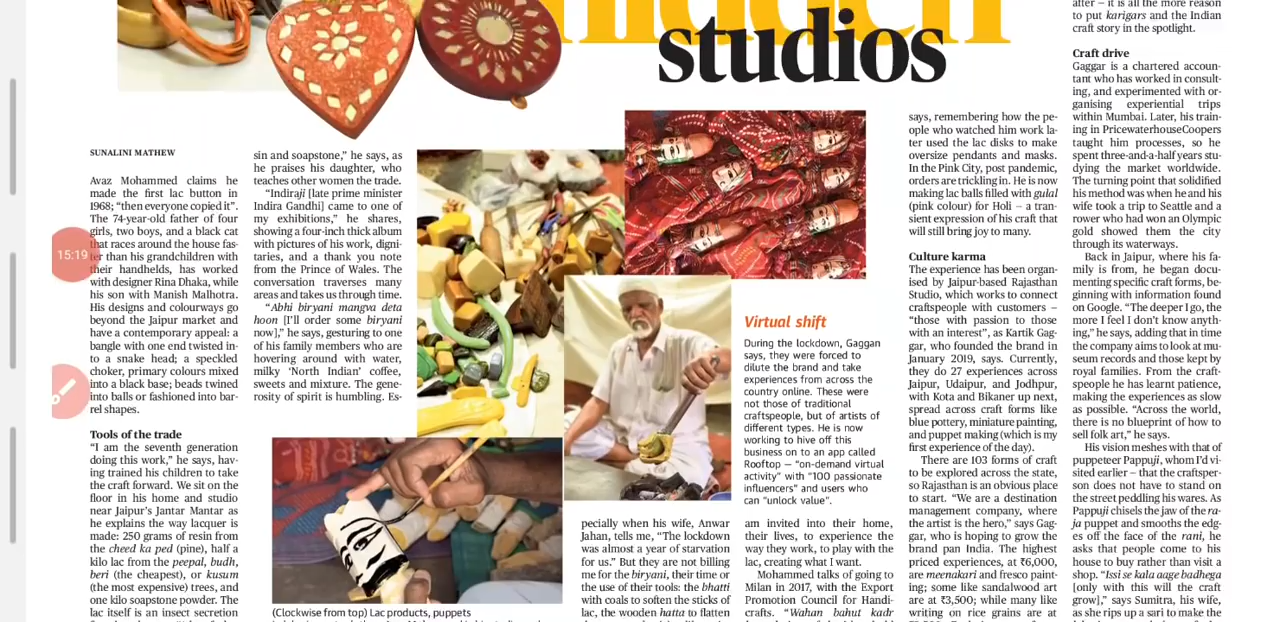 studios
SUNALINI MATHEW
Avaz Mohammed claims he
made the first lac button in
1968; “then everyone copied it”.
The 74-year-old father of four
girls, two boys, and a black cat
that races around the house fas-
ter than his grandchildren with
their handhelds, has worked
with designer Rina Dhaka, while
his son with Manish Malhotra.
His designs and colourways go
beyond the Jaipur market and
have a contemporary appeal: a
bangle with one end twisted in-
to a snake head; a speckled
choker, primary colours mixed
into a black base; beads twined
into balls or fashioned into bar-
rel shapes.
Tools of the trade
“I am the seventh generation
doing this work,” he says, hav-
ing trained his children to take
the craft forward. We sit on the
floor in his home and studio
near Jaipur's Jantar Mantar as
he explains the way lacquer is
made: 250 grams of resin from
the cheed ka ped (pine), half a
kilo lac from the peepal, budh,
beri (the cheapest), or kusum
(the most expensive) trees, and
one kilo soapstone powder. The
lac itself is an insect secretion
15:19
sin and soapstone,” he says, as
he praises his daughter, who
teaches other women the trade.
“Indiraji [late prime minister
Indira Gandhi] came to one of
my exhibitions,” he shares,
showing a four-inch thick album
with pictures of his work, digni-
taries, and a thank you note
from the Prince of Wales. The
conversation traverses many
areas and takes us through time.
“Abhi biryani mangva deta
hoon [I'll order some biryani
now],” he says, gesturing to one
of his family members who are
hovering around with water,
milky ‘North Indian’ coffee,
sweets and mixture. The gene-
rosity of spirit is humbling. Es-
(Clockwise from top) Lac products, puppets
pecially when his wife, Anwar
Jahan, tells me, “The lockdown
was almost a year of starvation
for us.” But they are not billing
me for the biryani, their time or
the use of their tools: the bhatti
with coals to soften the sticks of
lac, the wooden hatta to flatten
Virtual shift
During the lockdown, Gaggan
says, they were forced to
dilute the brand and take
experiences from across the
country online. These were
not those of traditional
craftspeople, but of artists of
different types. He is now
working to hive off this
business on to an app called
Rooftop — “on-demand virtual
activity” with “100 passionate
influencers” and users who
can “unlock value”.
am invited into their home,
their lives, to experience the
way they work, to play with the
lac, creating what I want.
Mohammed talks of going to
Milan in 2017, with the Export
Promotion Council for Handi-
crafts. “Wahan bahut kadr
says, remembering how the pe-
ople who watched him work la-
ter used the lac disks to make
oversize pendants and masks.
In the Pink City, post pandemic,
orders are trickling in. He is now
making lac balls filled with gulal
(pink colour) for Holi – a tran-
sient expression of his craft that
will still bring joy to many.
Culture karma
The experience has been organ-
ised by Jaipur-based Rajasthan
Studio, which works to connect
craftspeople with customers –
“those with passion to those
with an interest”, as Kartik Gag-
gar, who founded the brand in
January 2019, says. Currently,
they do 27 experiences across
Jaipur, Udaipur, and Jodhpur,
with Kota and Bikaner up next,
spread across craft forms like
blue pottery, miniature painting,
and puppet making (which is my
first experience of the day).
There are 103 forms of craft
to be explored across the state,
so Rajasthan is an obvious place
to start. “We are a destination
management company, where
the artist is the hero,” says Gag-
gar, who is hoping to grow the
brand pan India. The highest
priced experiences, at ₹6,000,
are meenakari and fresco paint-
ing; some like sandalwood art
are at ₹3,500; while many like
writing on rice grains are at
after – it is all the more reason
to put karigars and the Indian
craft story in the spotlight.
Craft drive
Gaggar is a chartered accoun-
tant who has worked in consult-
ing, and experimented with or-
ganising experiential trips
within Mumbai. Later, his train-
ing in PricewaterhouseCoopers
taught him processes, so he
spent three-and-a-half years stu-
dying the market worldwide.
The turning point that solidified
his method was when he and his
wife took a trip to Seattle and a
rower who had won an Olympic
gold showed them the city
through its waterways.
Back in Jaipur, where his fa-
mily is from, he began docu-
menting specific craft forms, be-
ginning with information found
on Google. “The deeper I go, the
more I feel I don't know anyth-
ing,” he says, adding that in time
the company aims to look at mu-
seum records and those kept by
royal families. From the craft-
speople he has learnt patience,
making the experiences as slow
as possible. “Across the world,
there is no blueprint of how to
sell folk art,” he says.
His vision meshes with that of
puppeteer Pappuji, whom I'd vi-
sited earlier – that the craftsper-
son does not have to stand on
the street peddling his wares. As
Pappuji chisels the jaw of the ra-
ja puppet and smooths the edg-
es off the face of the rani, he
asks that people come to his
house to buy rather than visit a
shop. “Issi se kala aage badhega
[only with this will the craft
grow],” says Sumitra, his wife,
as she rips up a sari to make the